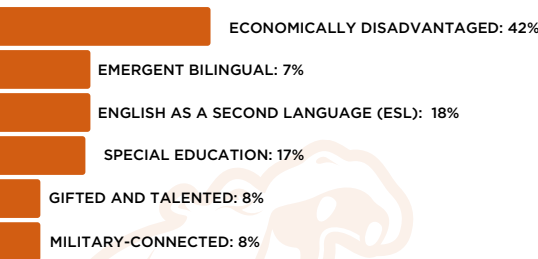 ECONOMICALLY DISADVANTAGED: 42%
EMERGENT BILINGUAL: 7%
ENGLISH AS A SECOND LANGUAGE (ESL): 18%
SPECIAL EDUCATION: 17%
GIFTED AND TALENTED: 8%
MILITARY-CONNECTED: 8%